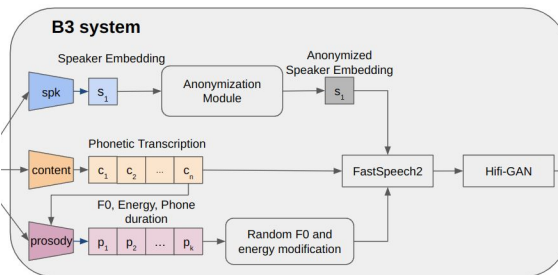 B3 system
Speaker Embedding
Anonymized
Speaker Embedding
spk
s1
Anonymization
Module
s1
Phonetic Transcription
content
c1 c2 ... cn
FastSpeech2
Hifi-GAN
F0, Energy, Phone
duration
prosody
p1 p2 ... pk
Random F0 and
energy modification